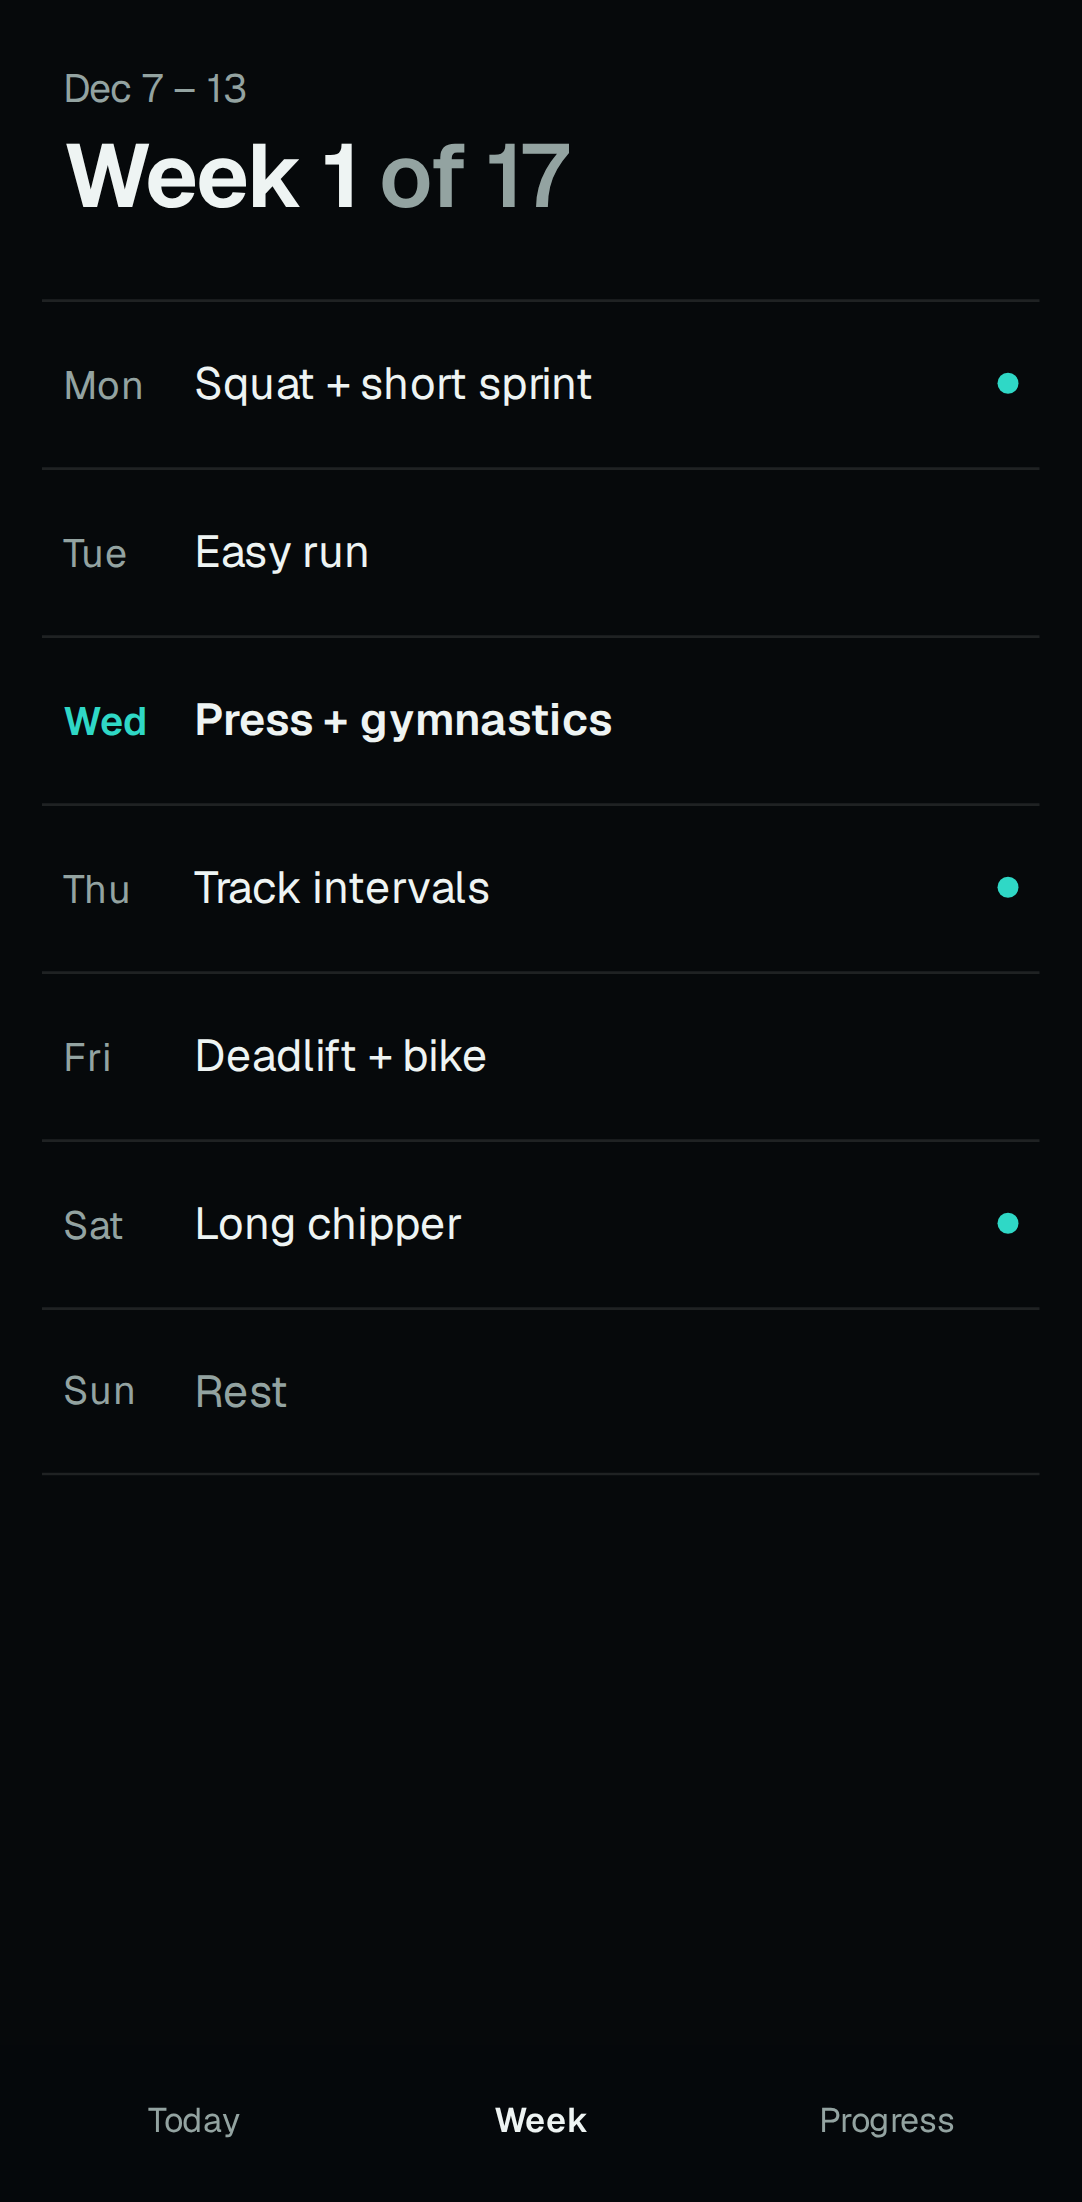 Dec 7 – 13
Week 1 of 17
Mon Squat + short sprint
Tue Easy run
Wed Press + gymnastics
Thu Track intervals
Fri Deadlift + bike
Sat Long chipper
Sun Rest
Today Week Progress